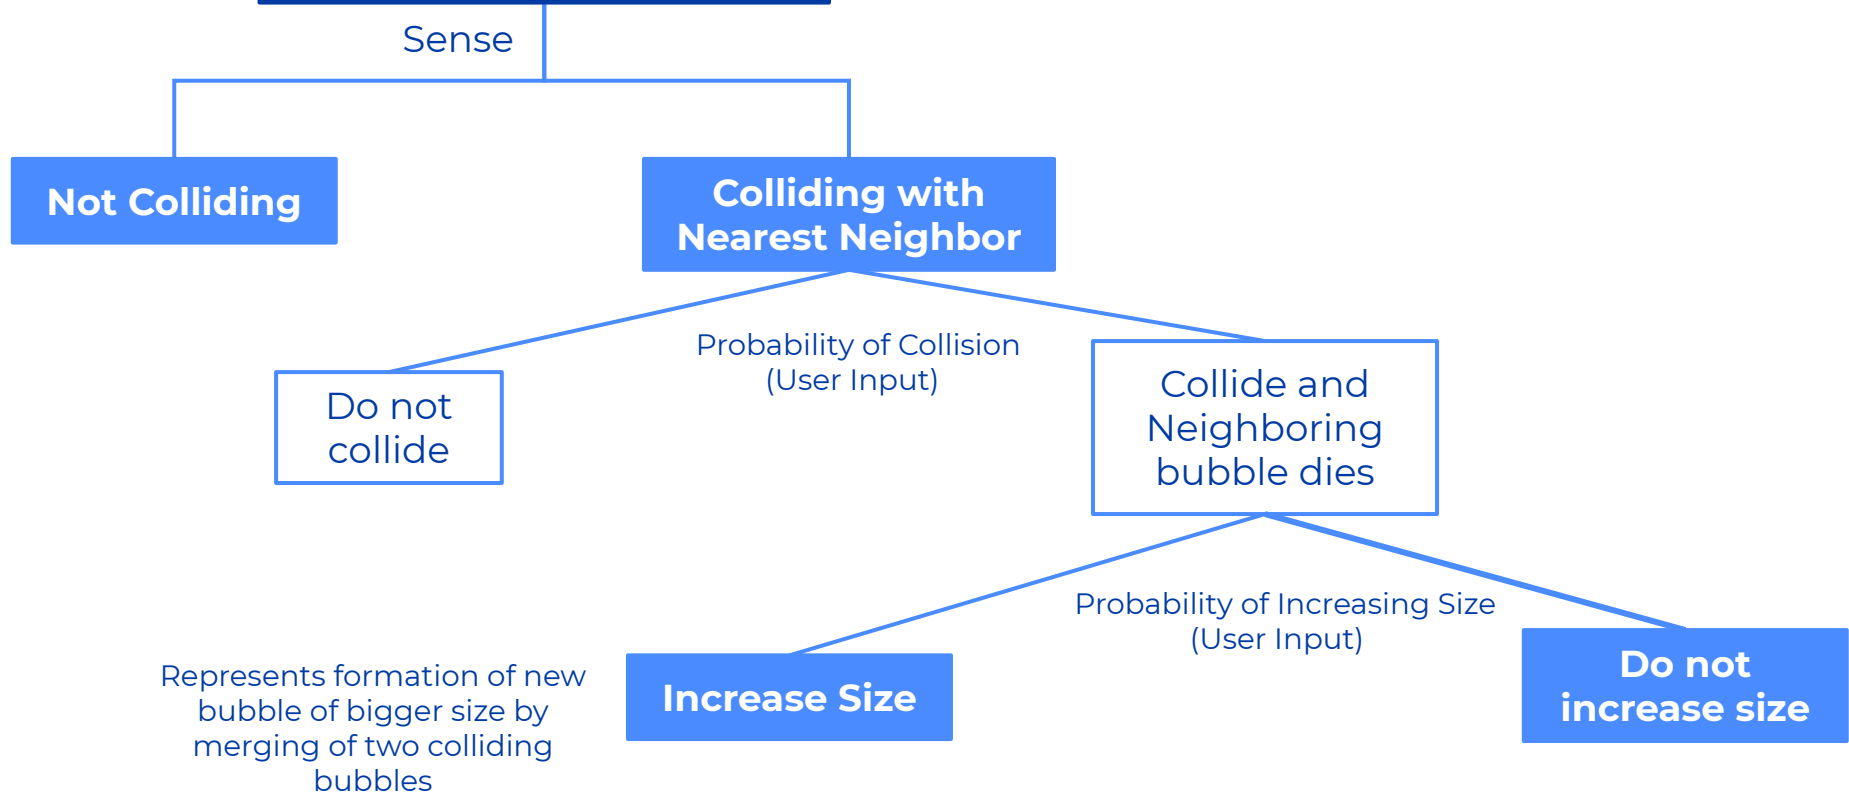 Sense
Not Colliding
Colliding with
Nearest Neighbor
Probability of Collision
(User Input)
Do not
collide
Collide and
Neighboring
bubble dies
Probability of Increasing Size
(User Input)
Represents formation of new
bubble of bigger size by
merging of two colliding
bubbles
Increase Size
Do not
increase size